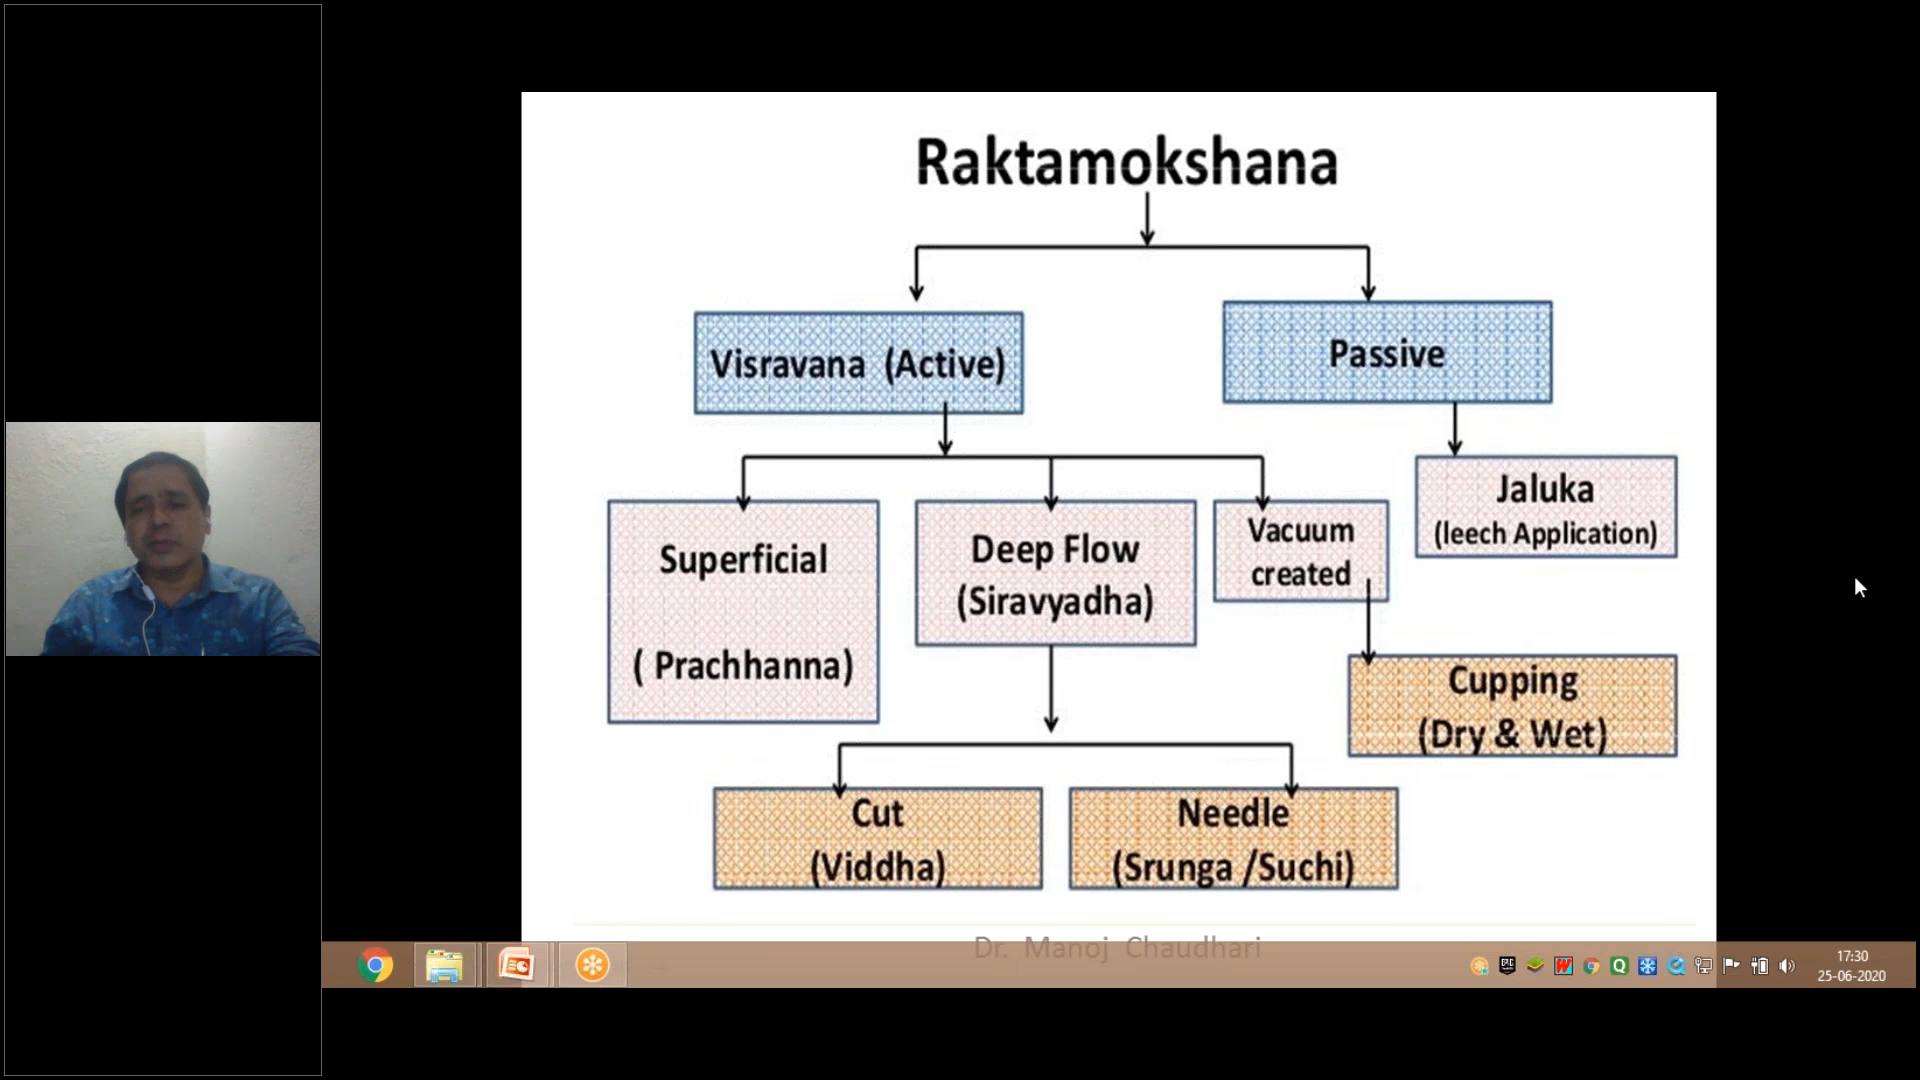 Raktamokshana
Visravana (Active)
Passive
Superficial
( Prachhanna)
Deep Flow
(Siravyadha)
Vacuum
created
Jaluka
(leech Application)
Cupping
(Dry & Wet)
Cut
(Viddha)
Needle
(Srunga /Suchi)
Dr. Manoj Chaudhari
17:30
25-06-2020